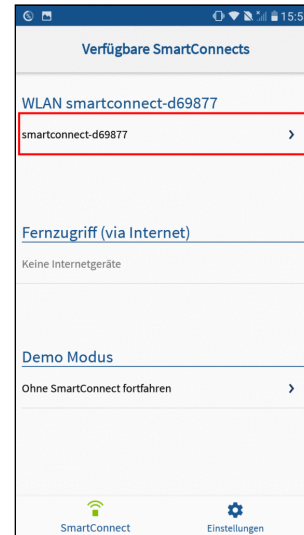 15:5
Verfügbare SmartConnects
WLAN smartconnect-d69877
smartconnect-d69877
Fernzugriff (via Internet)
Keine Internetgeräte
Demo Modus
Ohne SmartConnect fortfahren
SmartConnect
Einstellungen